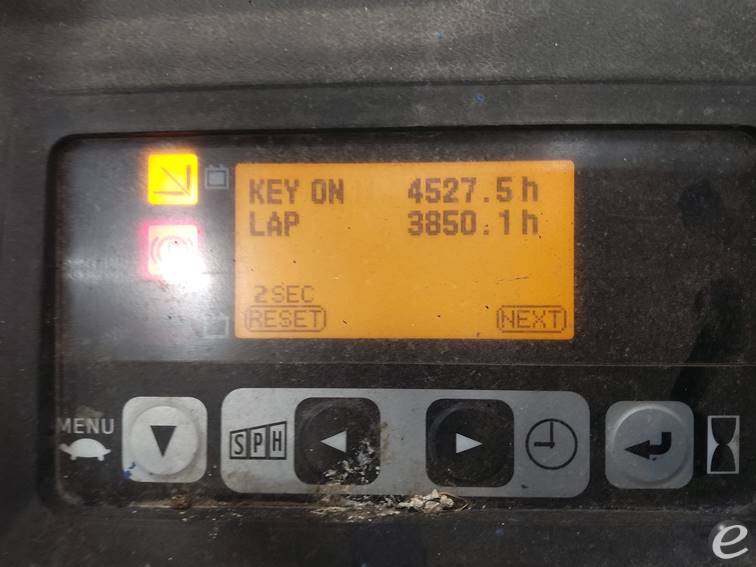 KEY ON 4527.5 h
LAP 3850.1 h
2SEC
RESET NEXT
MENU
SPH
e